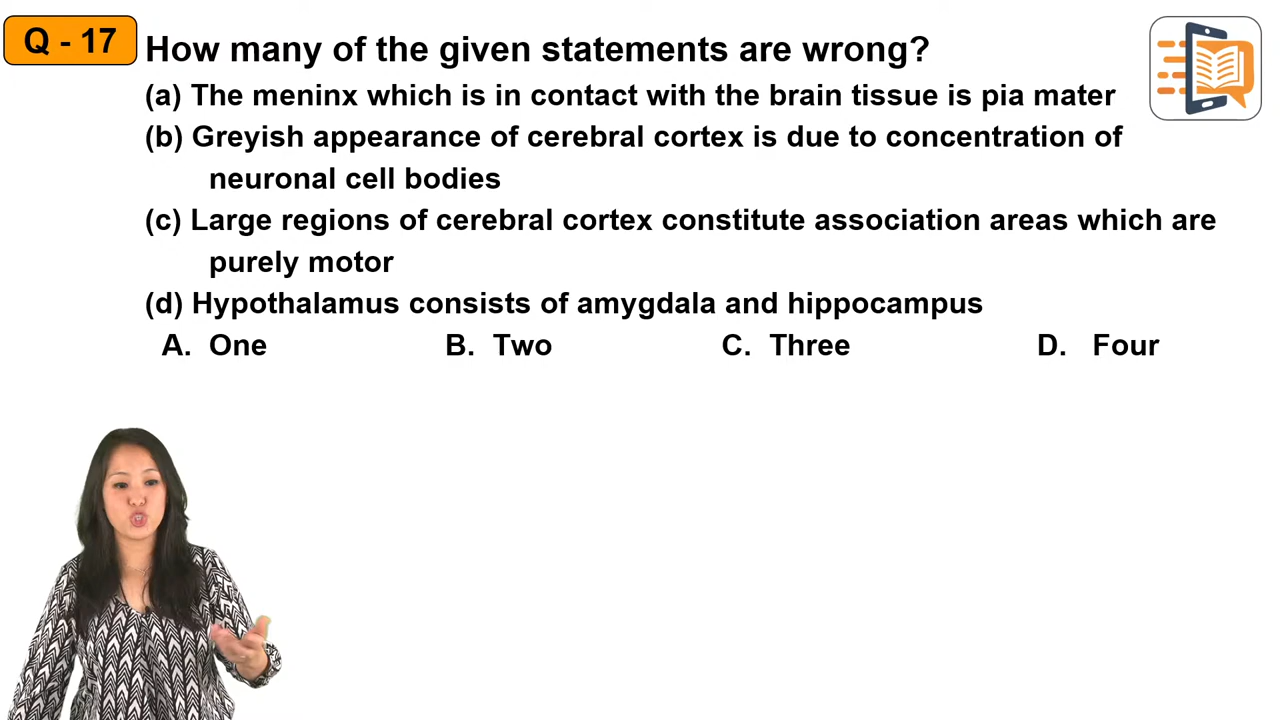 Q - 17
How many of the given statements are wrong?
(a) The meninx which is in contact with the brain tissue is pia mater
(b) Greyish appearance of cerebral cortex is due to concentration of
neuronal cell bodies
(c) Large regions of cerebral cortex constitute association areas which are
purely motor
(d) Hypothalamus consists of amygdala and hippocampus
A. One B. Two C. Three D. Four